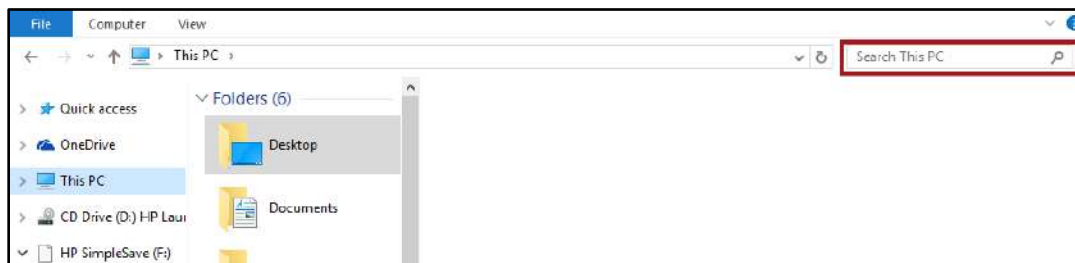 File Computer View
This PC
Search This PC
Quick access
OneDrive
This PC
CD Drive (D:) HP Lau
HP SimpleSave (F:)
Folders (6)
Desktop
Documents